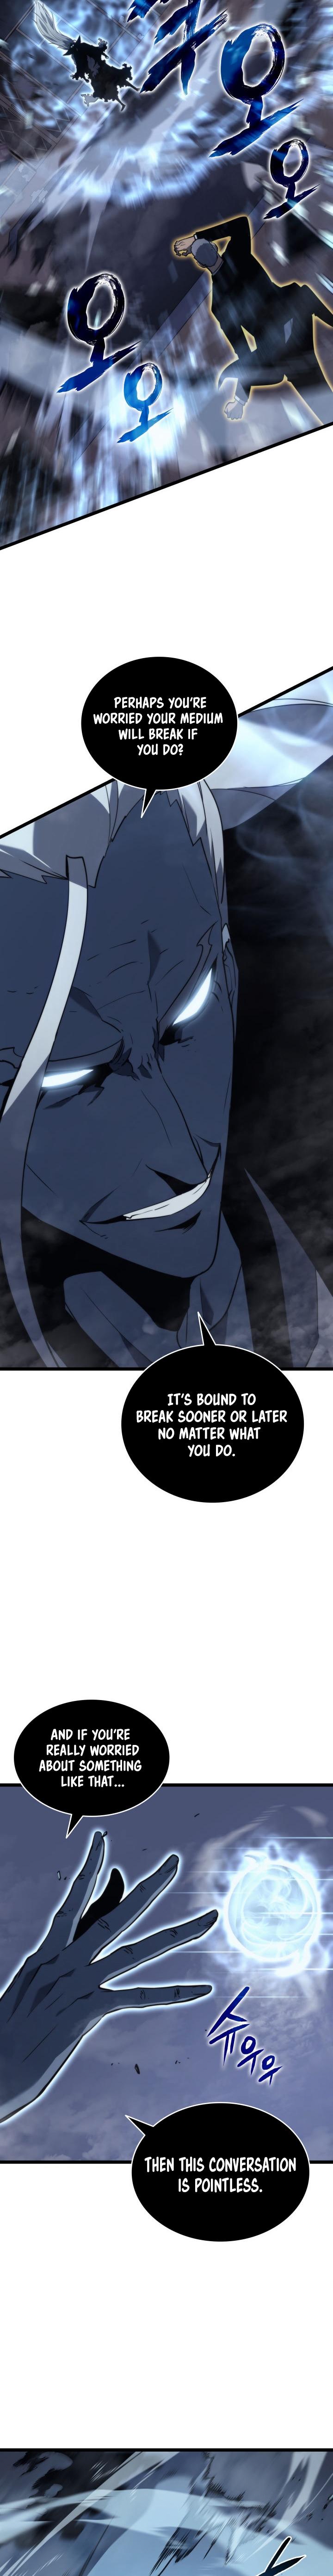 쿠
오
오
오
오
PERHAPS YOU'RE
WORRIED YOUR MEDIUM
WILL BREAK IF
YOU DO?
IT'S BOUND TO
BREAK SOONER OR LATER
NO MATTER WHAT
YOU DO.
AND IF YOU'RE
REALLY WORRIED
ABOUT SOMETHING
LIKE THAT...
슈우우
THEN THIS CONVERSATION
IS POINTLESS.